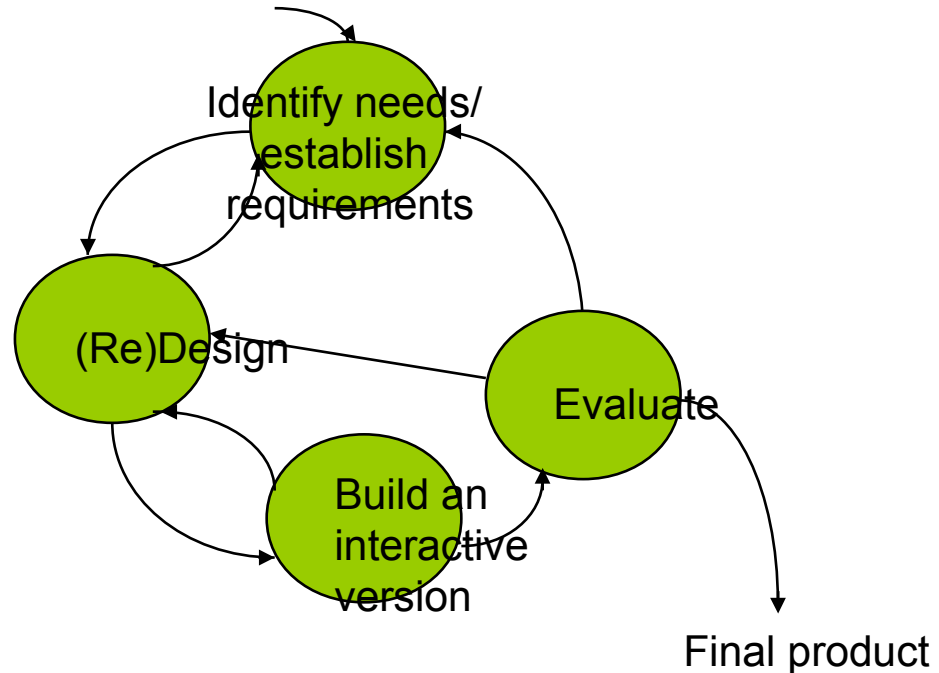 Identify needs/
establish
requirements
(Re)Design
Evaluate
Build an
interactive
version
Final product